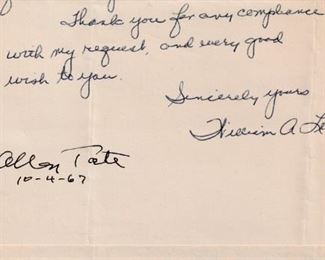 Thank you for any compliance
with my request, and every good
wish to you.
Sincerely yours
William A.
Allen Tate
10-4-67